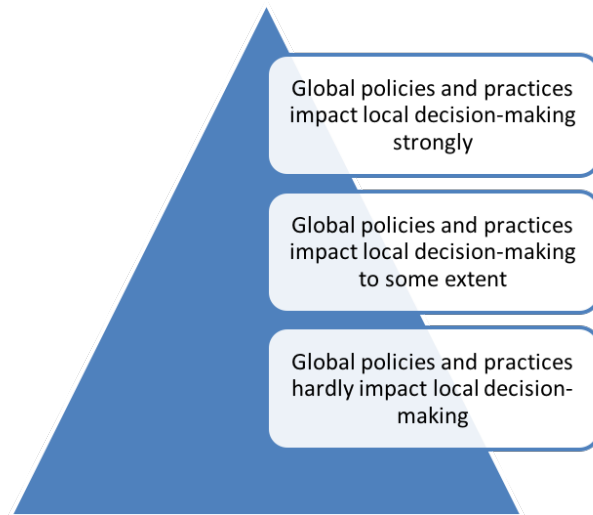 Global policies and practices
impact local decision-making
strongly
Global policies and practices
impact local decision-making
to some extent
Global policies and practices
hardly impact local decision-
making